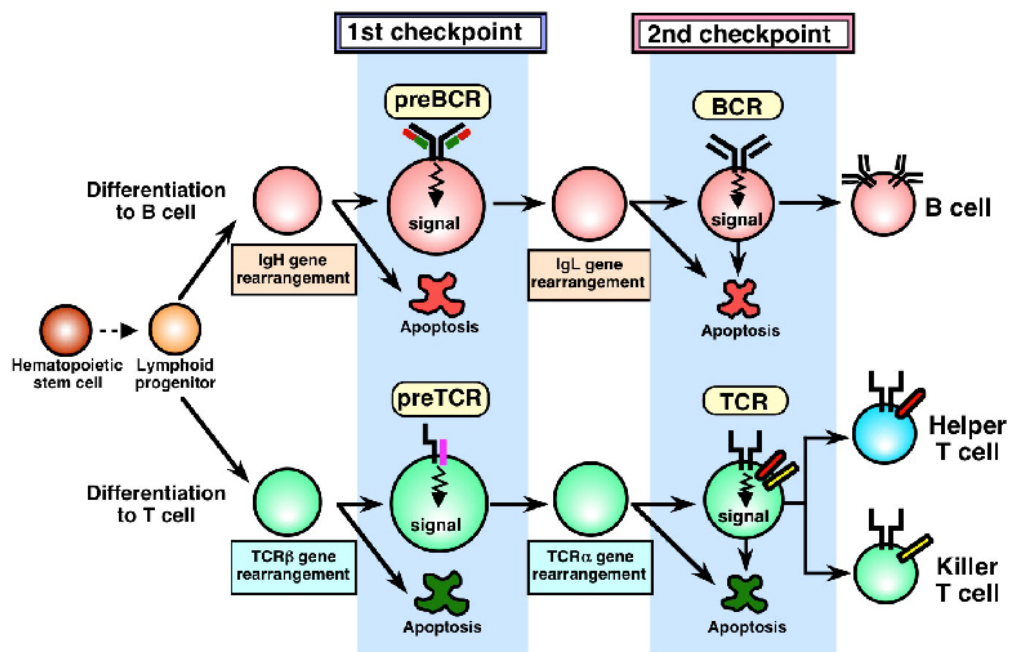 1st checkpoint
2nd checkpoint
preBCR
BCR
Differentiation
to B cell
signal
signal
B cell
IgH gene
rearrangement
IgL gene
rearrangement
Apoptosis
Apoptosis
Hematopoietic
stem cell
Lymphoid
progenitor
preTCR
TCR
Helper
T cell
Differentiation
to T cell
signal
signal
TCRβ gene
rearrangement
TCRα gene
rearrangement
Killer
T cell
Apoptosis
Apoptosis